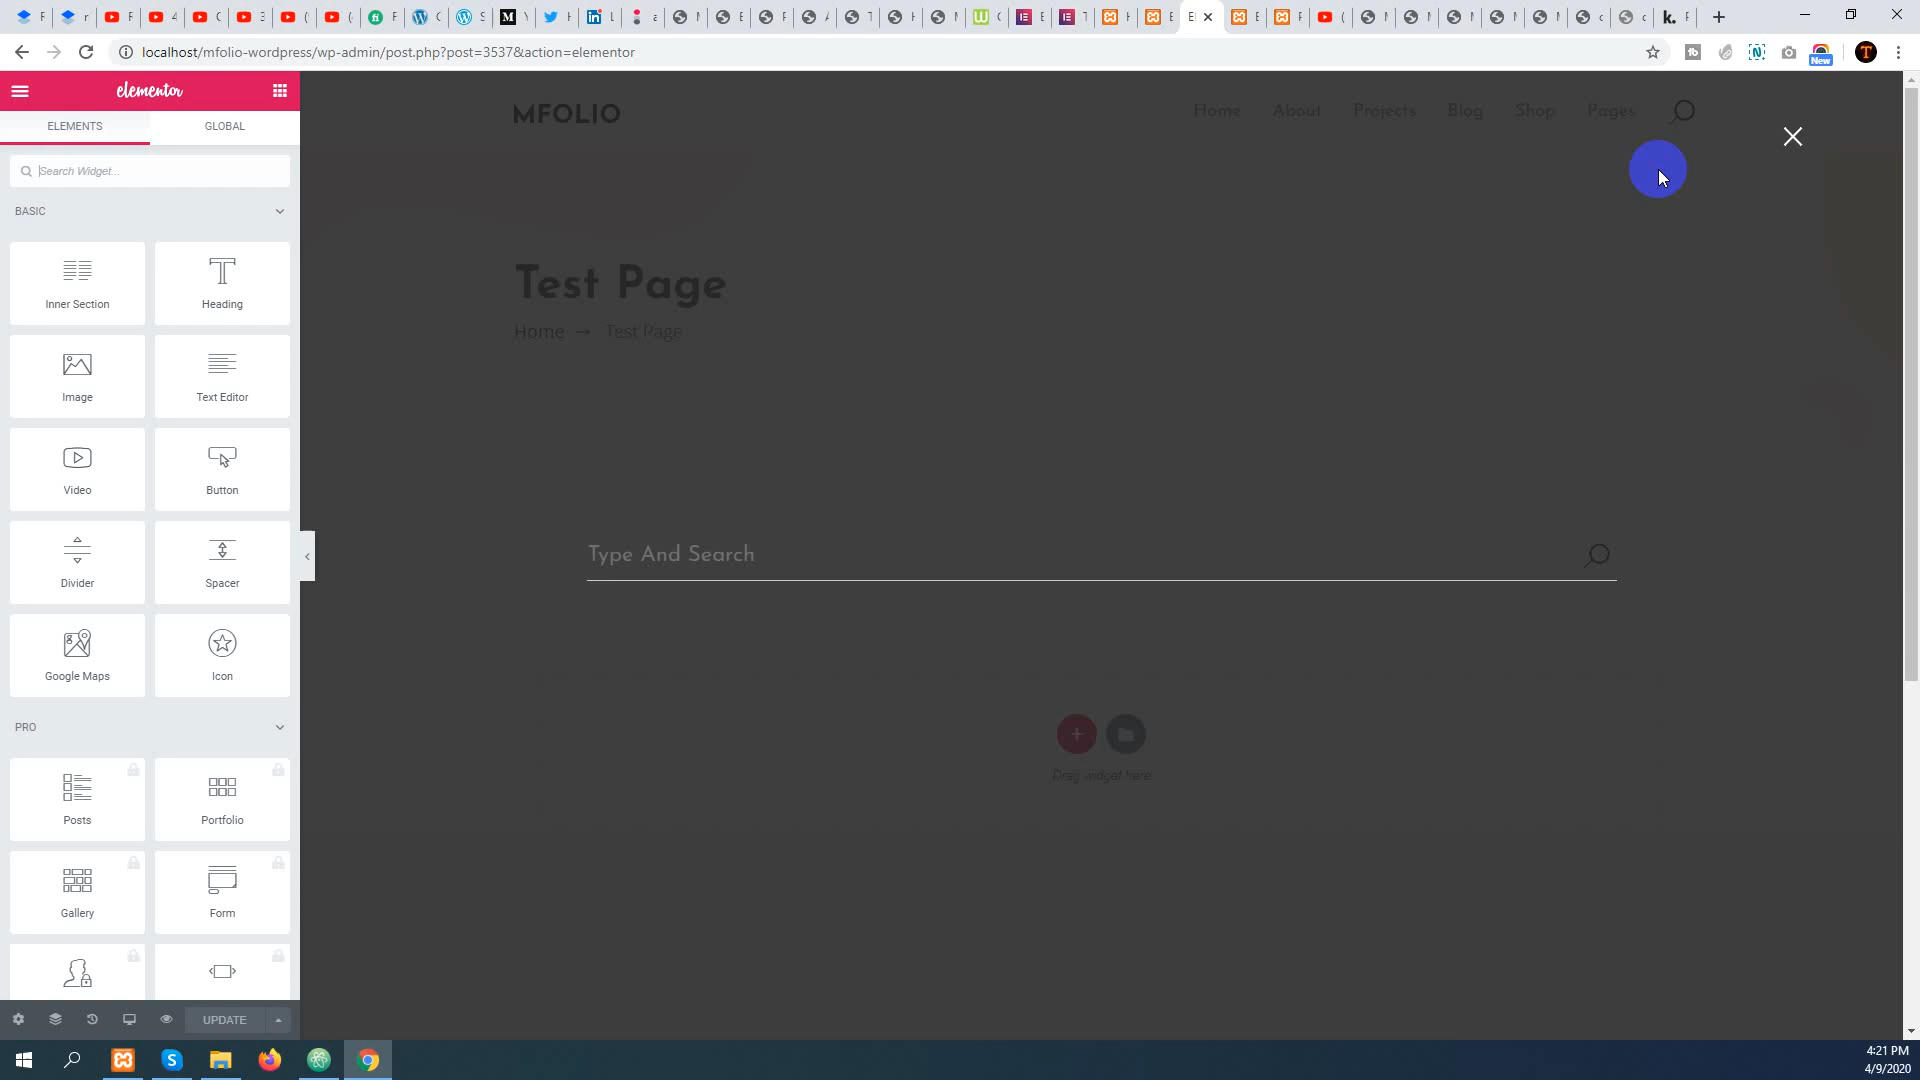 localhost/mfolio-wordpress/wp-admin/post.php?post=3537&action=elementor
New
T
elementor
ELEMENTS
GLOBAL
Search Widget...
BASIC
Inner Section
Heading
Image
Text Editor
Video
Button
Divider
Spacer
Google Maps
Icon
PRO
Posts
Portfolio
Gallery
Form
UPDATE
MFOLIO
Home
About
Projects
Blog
Shop
Pages
Test Page
Home → Test Page
Type And Search
Drag widget here
4:21 PM
4/9/2020